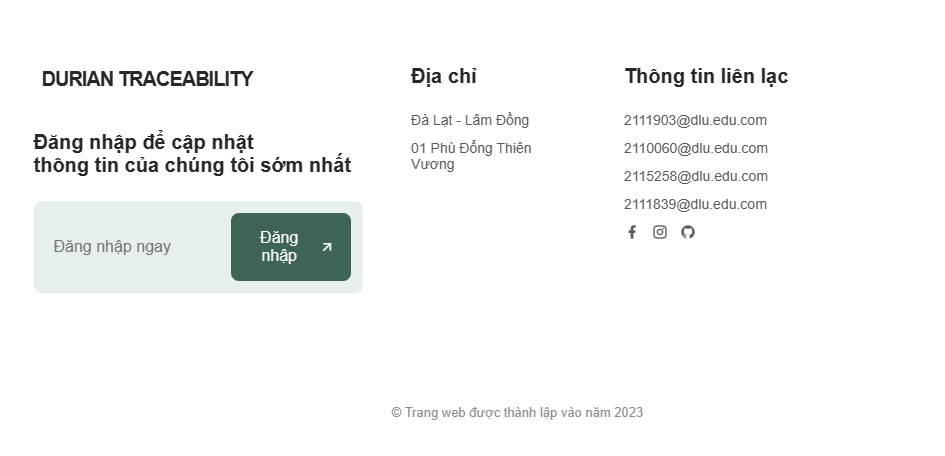 DURIAN TRACEABILITY
Đăng nhập để cập nhật
thông tin của chúng tôi sớm nhất
Đăng nhập ngay
Đăng
nhập
Địa chỉ
Đà Lạt - Lâm Đồng
01 Phù Đổng Thiên
Vương
Thông tin liên lạc
2111903@dlu.edu.com
2110060@dlu.edu.com
2115258@dlu.edu.com
2111839@dlu.edu.com
© Trang web được thành lập vào năm 2023